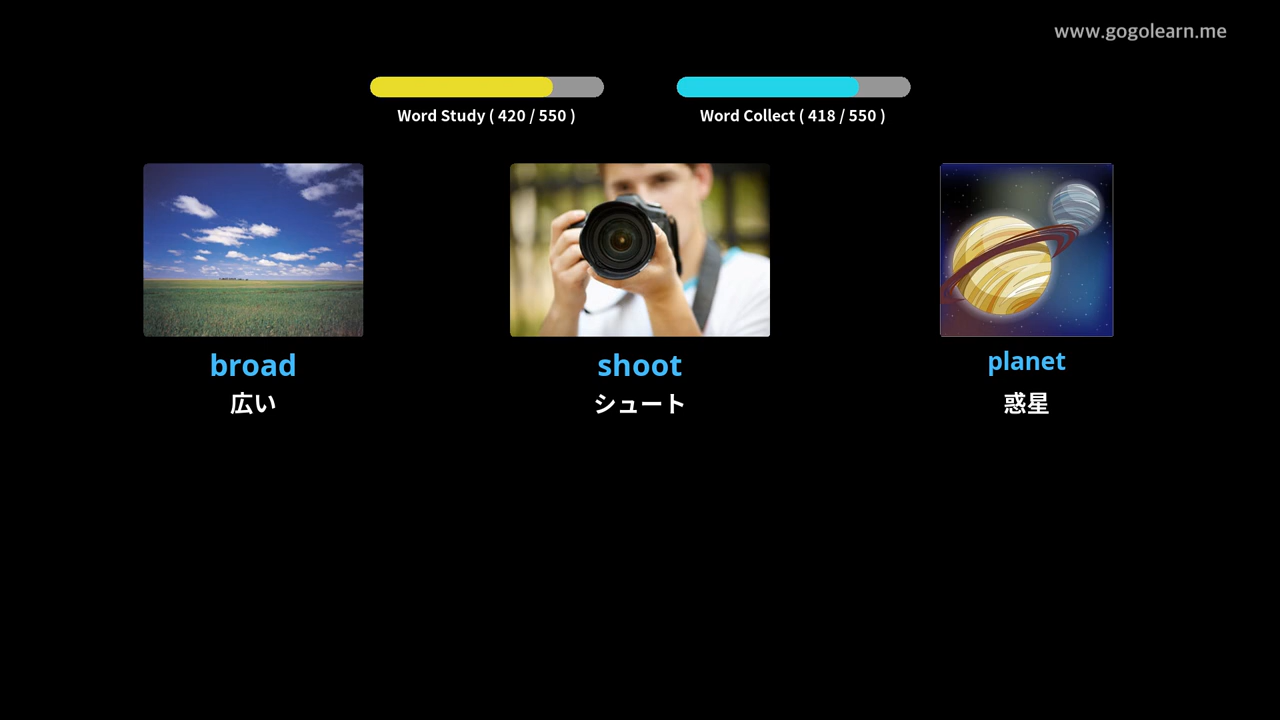 www.gogolearn.me
Word Study ( 420 / 550 )
Word Collect ( 418 / 550 )
broad
shoot
planet
広い
シュート
惑星